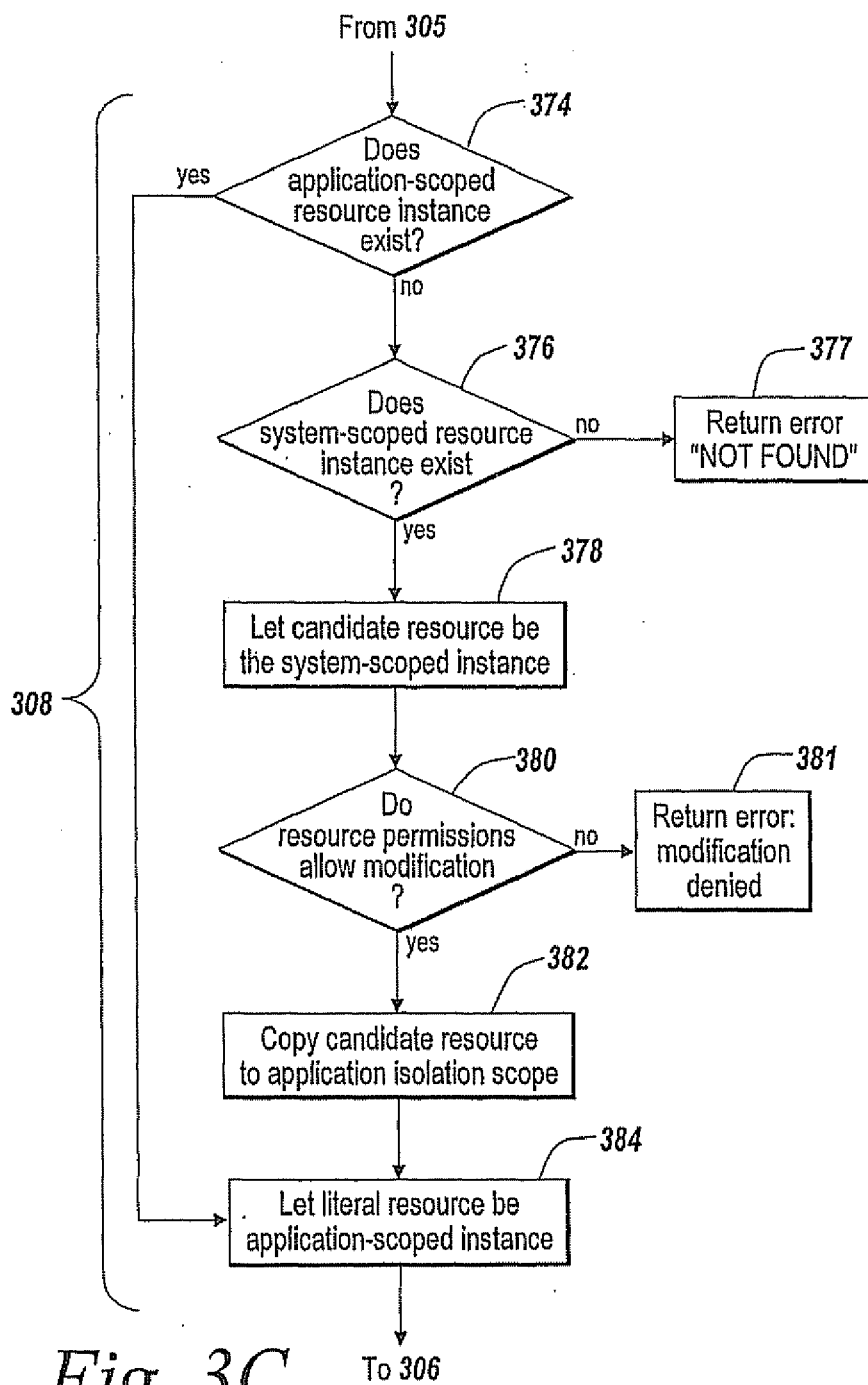 From 305
374
Does
application-scoped
resource instance
exist?
yes
no
376
Does
system-scoped resource
instance exist
?
no
377
Return error
"NOT FOUND"
yes
378
Let candidate resource be
the system-scoped instance
308
380
Do
resource permissions
allow modification
?
no
381
Return error:
modification
denied
yes
382
Copy candidate resource
to application isolation scope
384
Let literal resource be
application-scoped instance
Fig. 3C
To 306